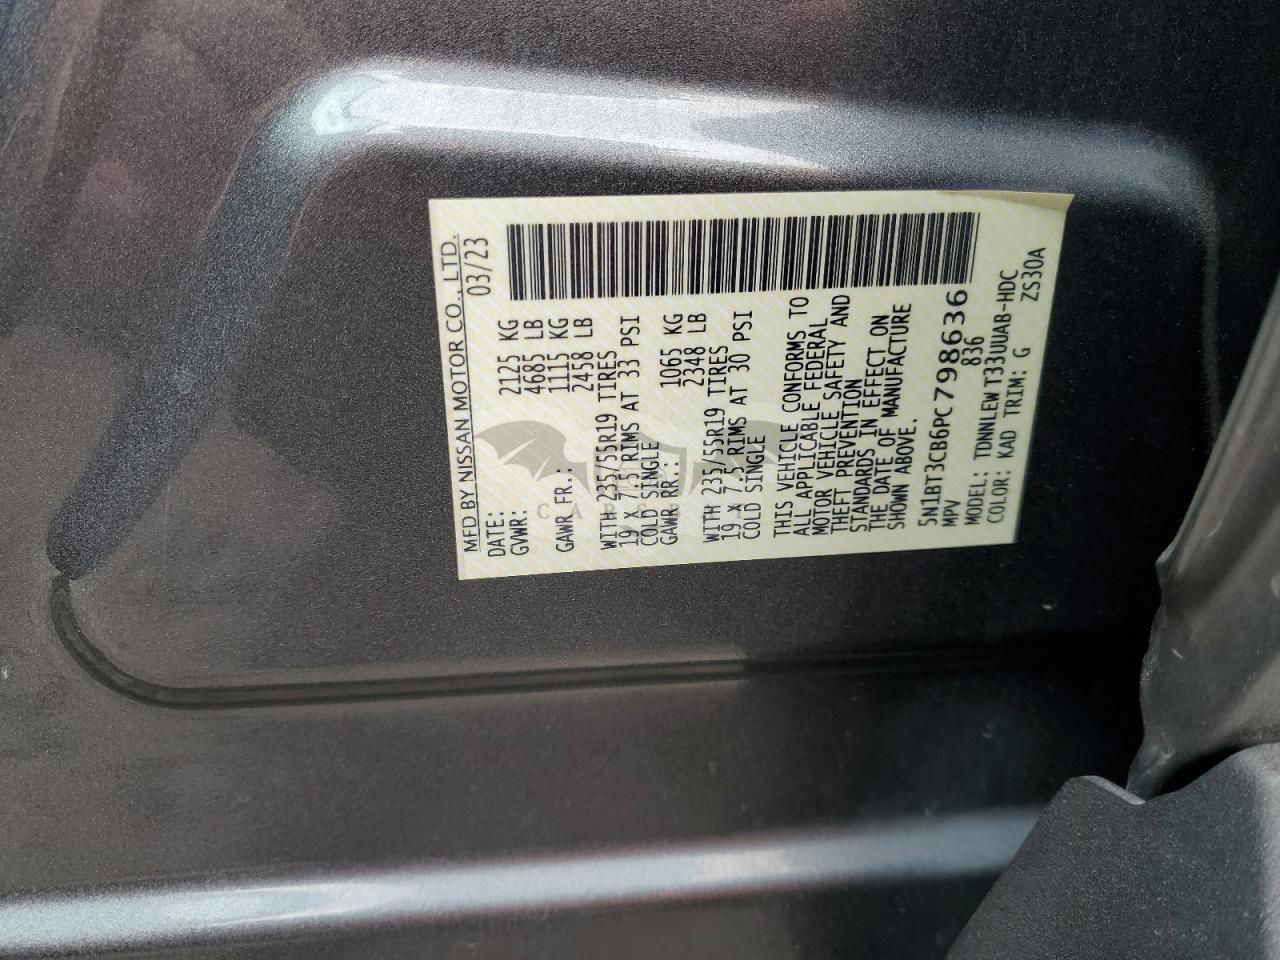 MFD BY NISSAN MOTOR CO., LTD.
DATE: 03/23
GVWR: 2125 KG
4685 LB
GAWR FR.: 1115 KG
2458 LB
WITH 235/55R19 TIRES
19 X 7.5 RIMS AT 33 PSI
COLD SINGLE
GAWR RR.: 1065 KG
2348 LB
WITH 235/55R19 TIRES
19 X 7.5 RIMS AT 30 PSI
COLD SINGLE
THIS VEHICLE CONFORMS TO
ALL APPLICABLE FEDERAL
MOTOR VEHICLE SAFETY AND
THEFT PREVENTION
STANDARDS IN EFFECT ON
THE DATE OF MANUFACTURE
SHOWN ABOVE.
5N1BT3CB6PC798636
MPV 836
MODEL: TDNNLEW T33UUAB-HDC
COLOR: KAD TRIM: G ZS30A